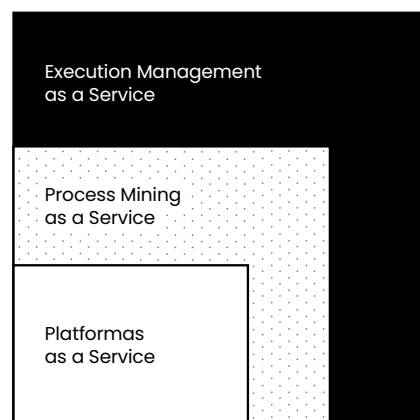 Execution Management
as a Service
Process Mining
as a Service
Platformas
as a Service